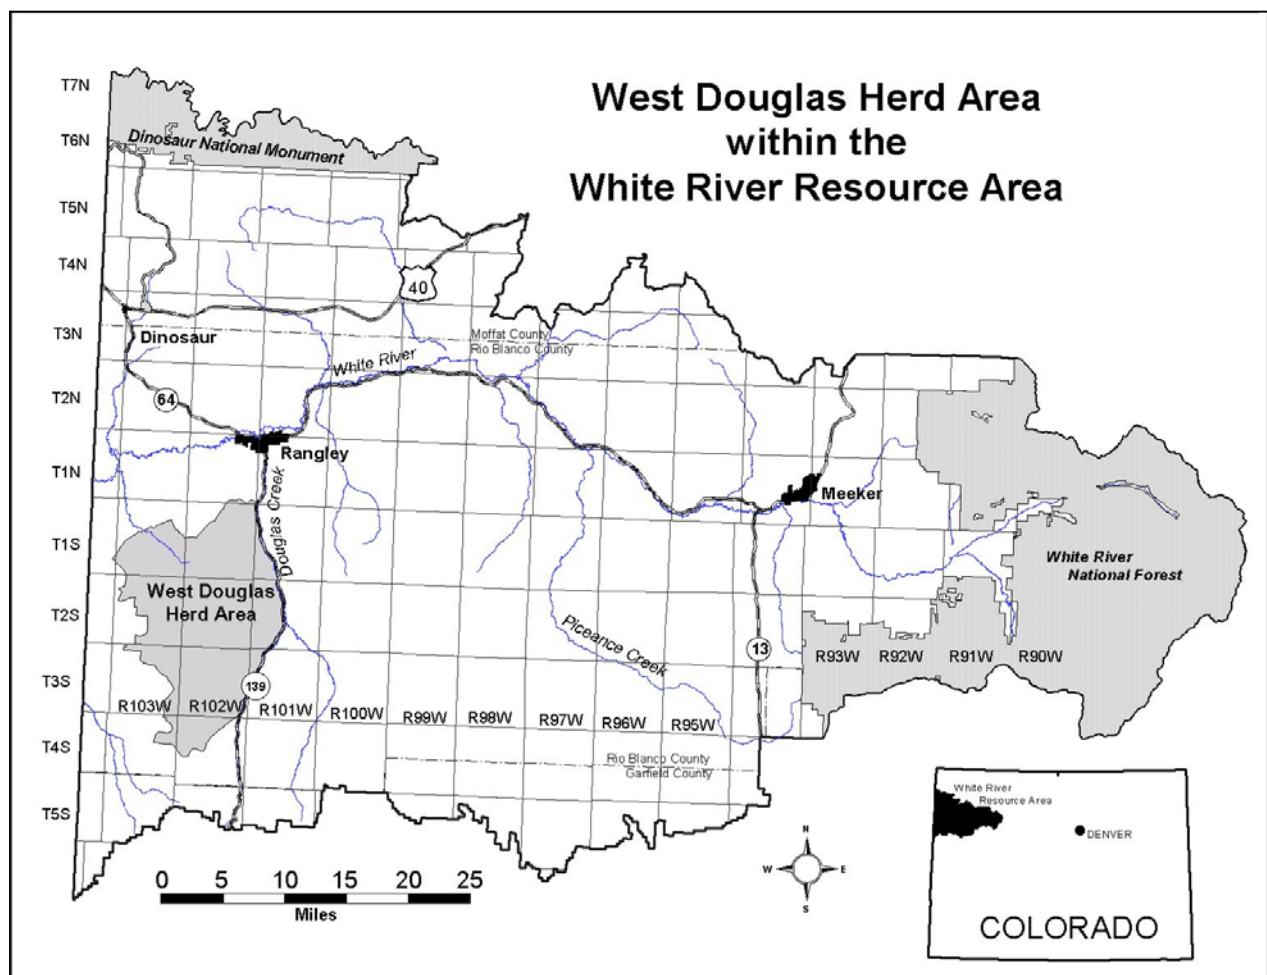 West Douglas Herd Area
within the
White River Resource Area
T7N
T6N
T5N
T4N
T3N
T2N
T1N
T1S
T2S
T3S
T4S
T5S
Dinosaur National Monument
40
Moffat County
Rio Blanco County
Dinosaur
White River
64
Rangley
Douglas Creek
Meeker
White River
National Forest
West Douglas
Herd Area
Piceance Creek
13
139
R103W
R102W
R101W
R100W
R99W
R98W
R97W
R96W
R95W
R93W
R92W
R91W
R90W
Rio Blanco County
Garfield County
0 5 10 15 20 25
Miles
N
W
E
S
White River
Resource Area
DENVER
COLORADO